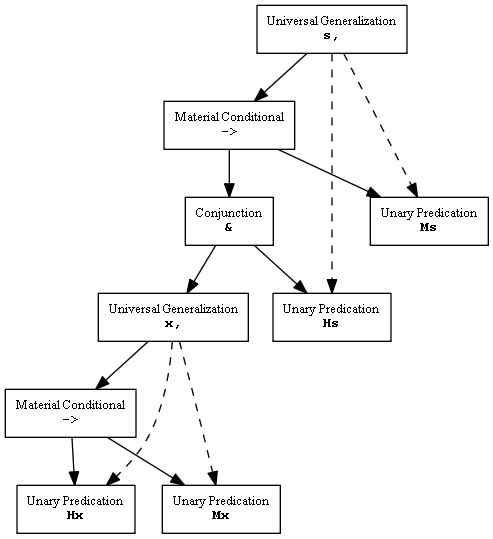 Universal Generalization
s,
Material Conditional
->
Conjunction
&
Unary Predication
Ms
Universal Generalization
x,
Unary Predication
Hs
Material Conditional
->
Unary Predication
Hx
Unary Predication
Mx